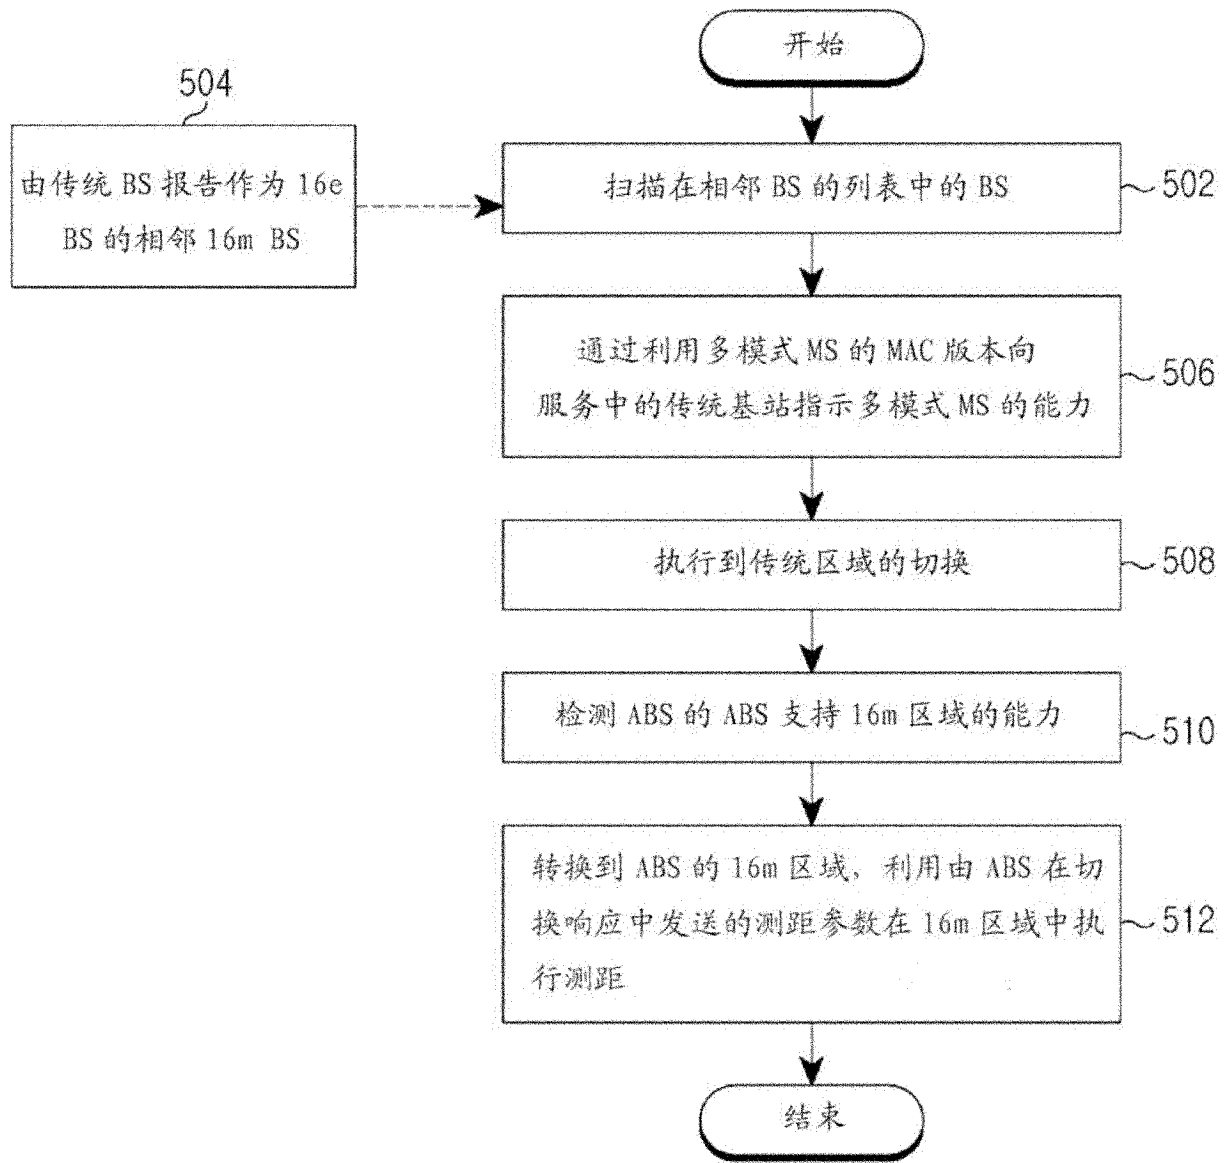 开始
504
由传统 BS 报告作为 16e
BS 的相邻 16m BS
扫描在相邻 BS 的列表中的 BS
502
通过利用多模式 MS 的 MAC 版本向
服务中的传统基站指示多模式 MS 的能力
506
执行到传统区域的切换
508
检测 ABS 的 ABS 支持 16m 区域的能力
510
转换到 ABS 的 16m 区域，利用由 ABS 在切
换响应中发送的测距参数在 16m 区域中执
行测距
512
结束